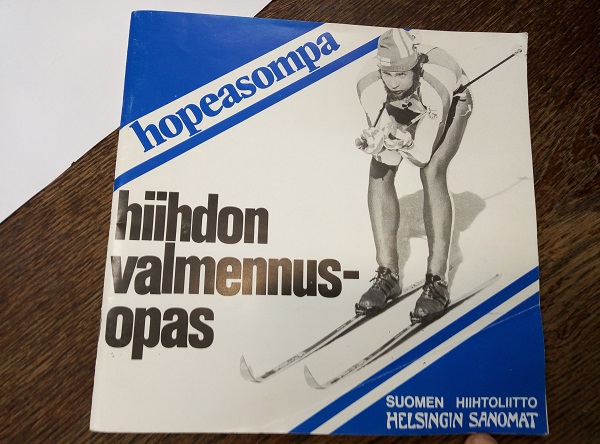 hopeasompa
hiihdon
valmennus-
opas
SUOMEN HIIHTOLIITTO
HELSINGIN SANOMAT